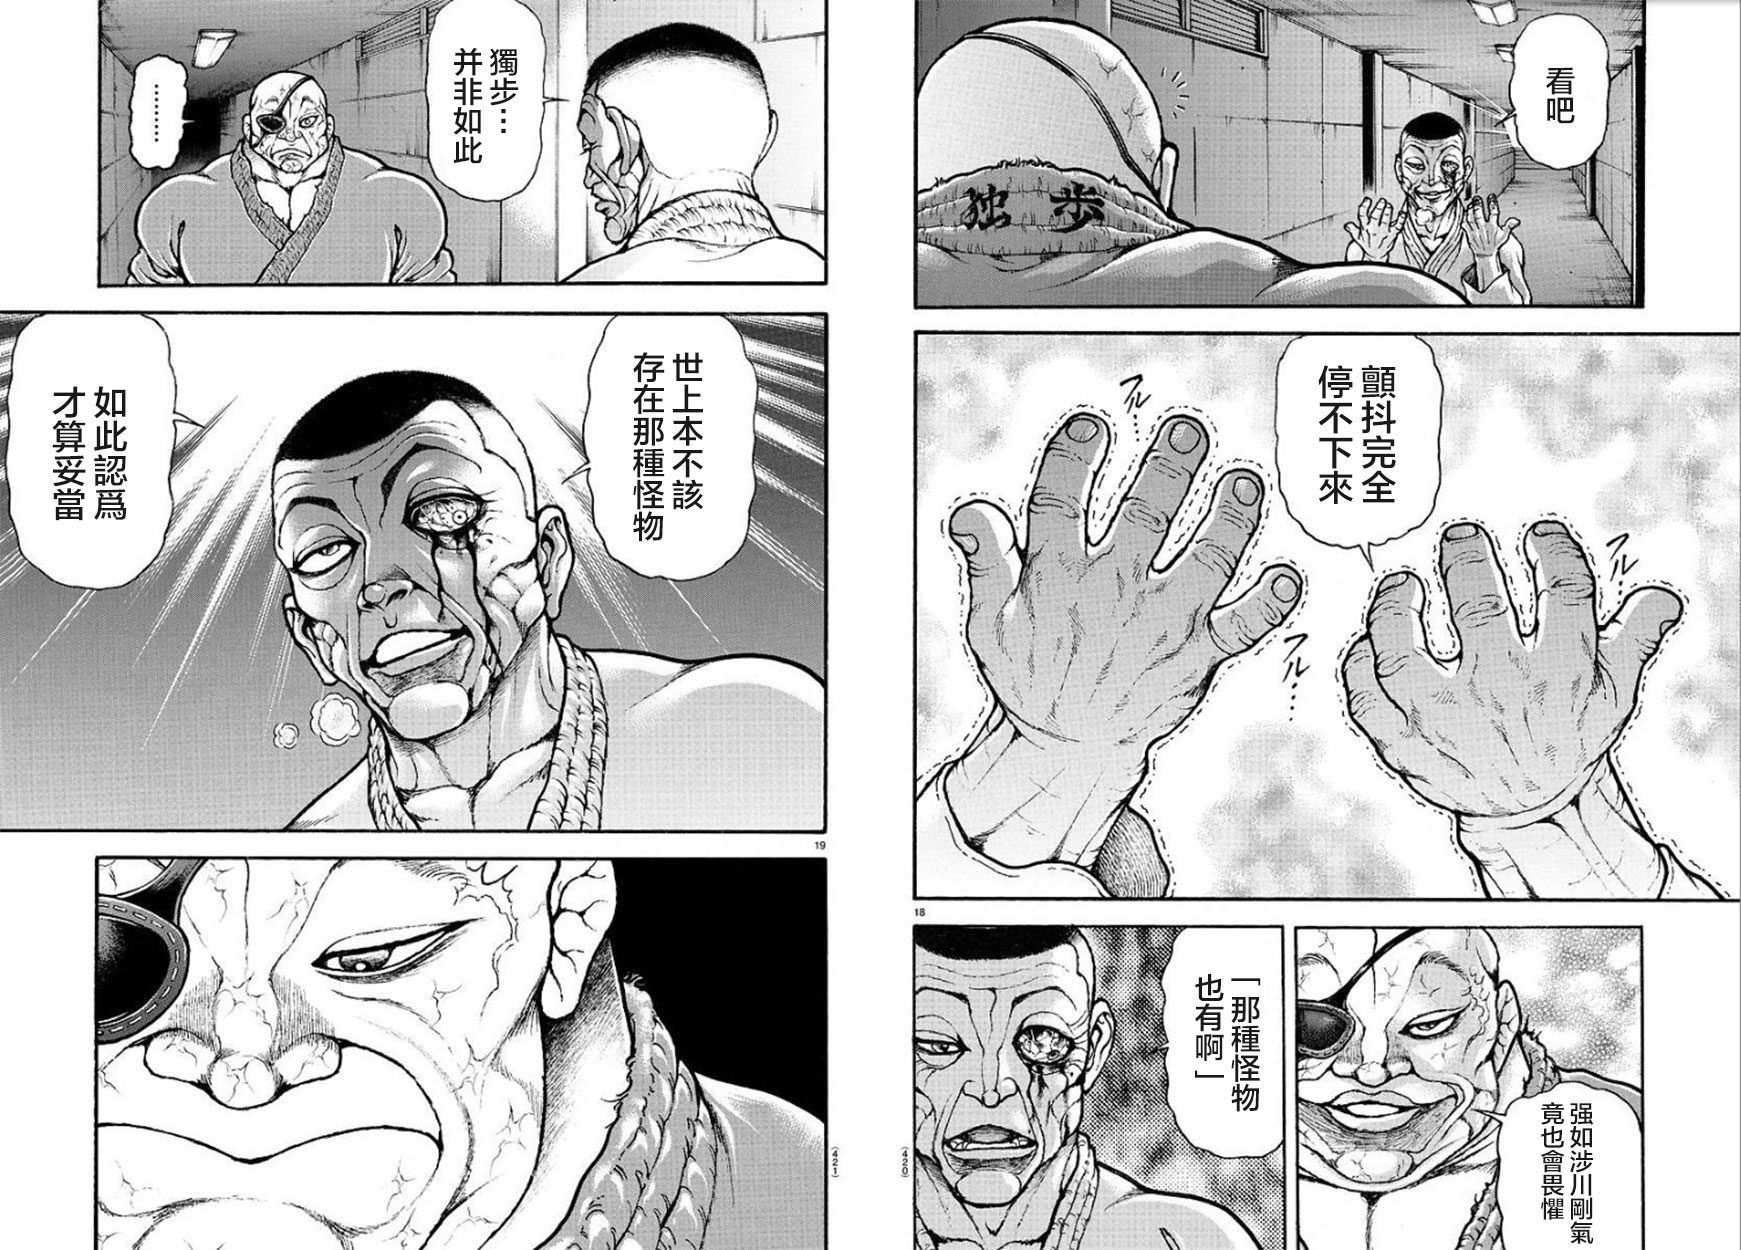 看吧
独歩
顫抖完全
停不下來
フル…
フル…
フル…
强如涉川剛氣
竟也會畏懼
「那種怪物
也有啊」
18
(420)
獨步…
并非如此
………
世上本不該
存在那種怪物
如此認爲
才算妥當
19
(421)